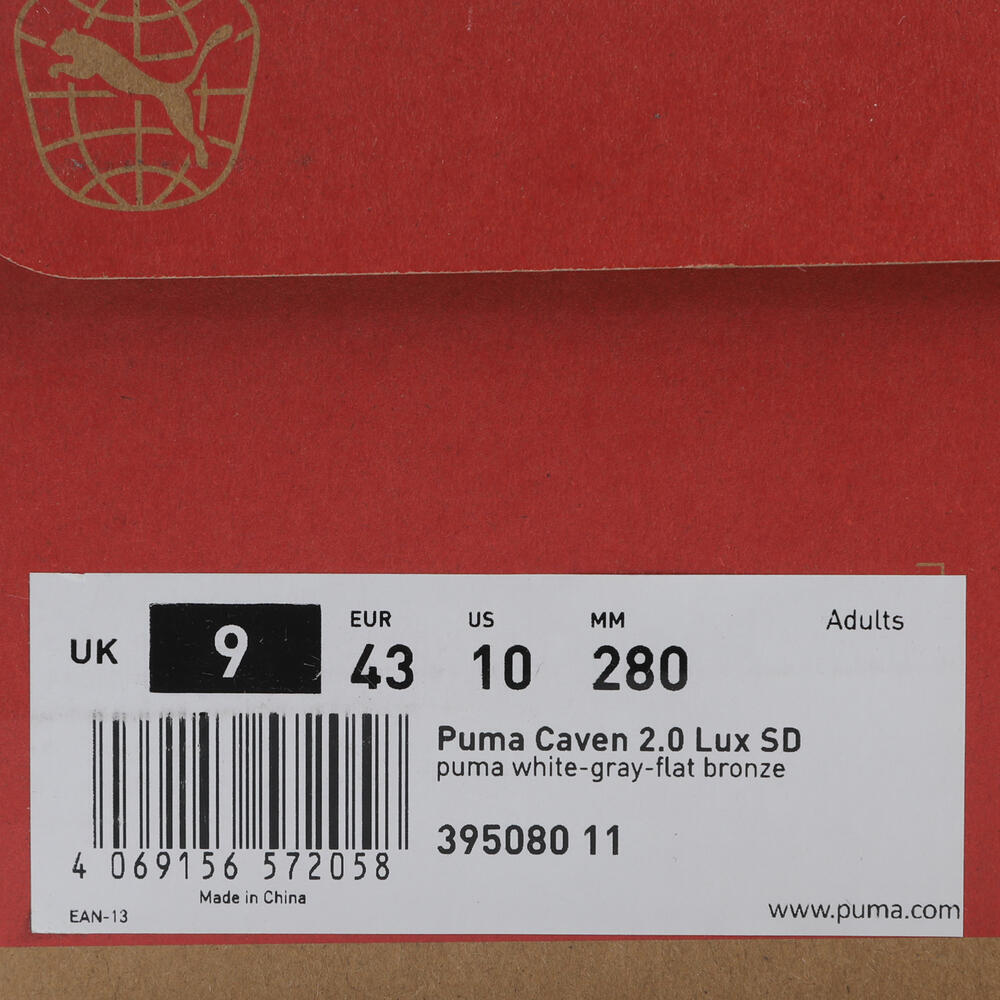 UK 9 EUR 43 US 10 MM 280 Adults
Puma Caven 2.0 Lux SD
puma white-gray-flat bronze
395080 11
4 069156 572058
Made in China
EAN-13
www.puma.com